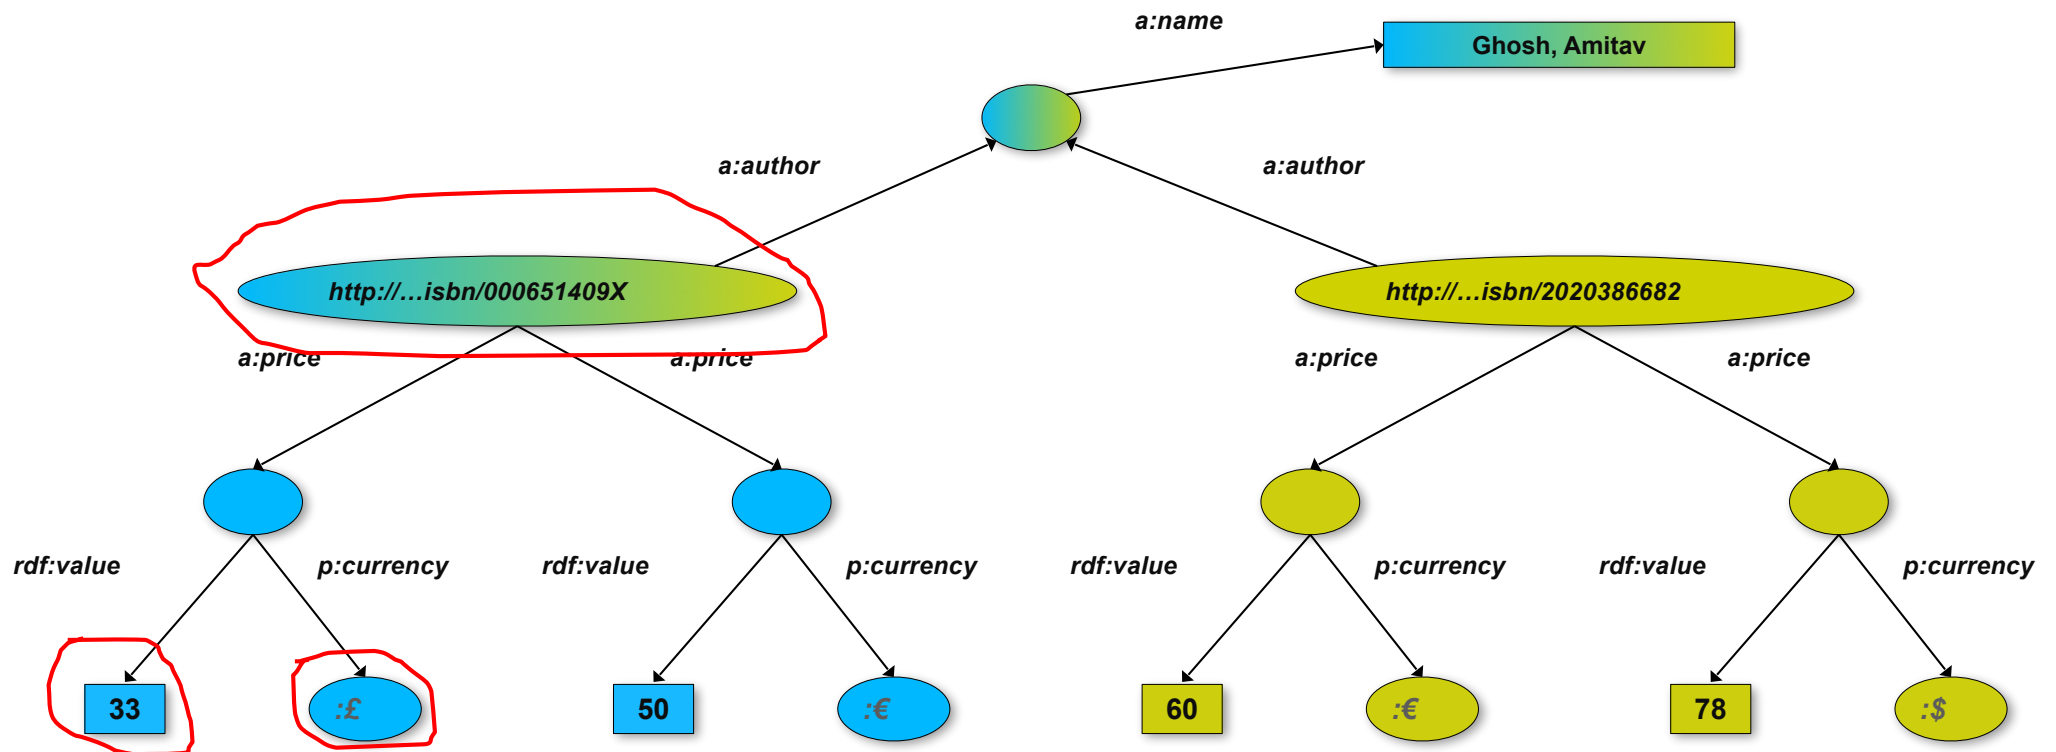 a:name
Ghosh, Amitav
a:author
a:author
http://…isbn/000651409X
http://…isbn/2020386682
a:price
a:price
a:price
a:price
rdf:value
p:currency
rdf:value
p:currency
rdf:value
p:currency
rdf:value
p:currency
33
:£
50
:€
60
:€
78
:$